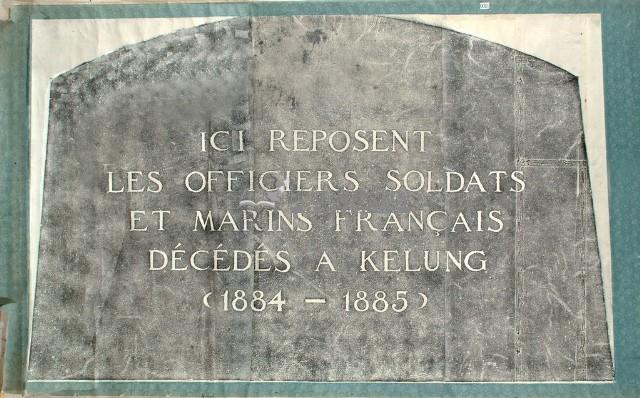 ICI REPOSENT
LES OFFICIERS SOLDATS
ET MARINS FRANÇAIS
DÉCÉDÉS A KELUNG
(1884 – 1885)